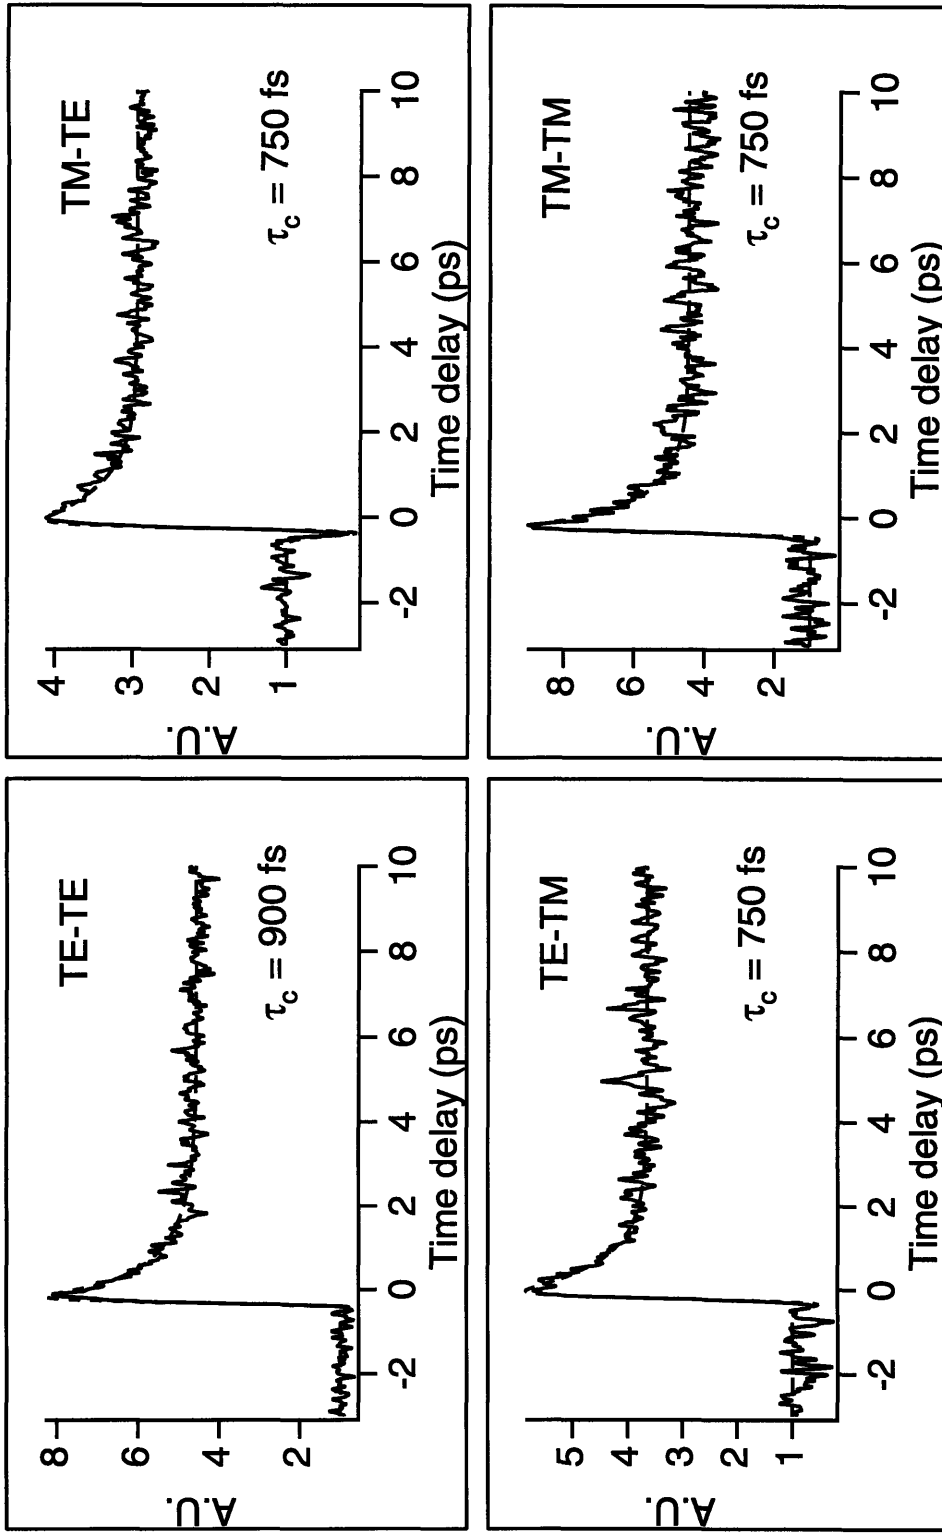 TE-TE
A.U.
8
6
4
2
τc = 900 fs
-2 0 2 4 6 8 10
Time delay (ps)
TM-TE
A.U.
4
3
2
1
τc = 750 fs
-2 0 2 4 6 8 10
Time delay (ps)
TE-TM
A.U.
5
4
3
2
1
τc = 750 fs
-2 0 2 4 6 8 10
Time delay (ps)
TM-TM
A.U.
8
6
4
2
τc = 750 fs
-2 0 2 4 6 8 10
Time delay (ps)